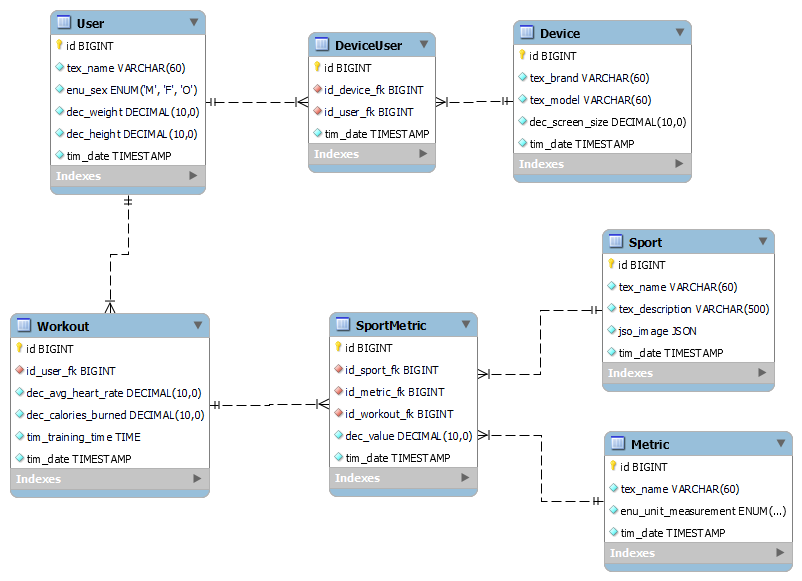 User
id BIGINT
tex_name VARCHAR(60)
enu_sex ENUM('M', 'F', 'O')
dec_weight DECIMAL(10,0)
dec_height DECIMAL(10,0)
tim_date TIMESTAMP
Indexes
DeviceUser
id BIGINT
id_device_fk BIGINT
id_user_fk BIGINT
tim_date TIMESTAMP
Indexes
Device
id BIGINT
tex_brand VARCHAR(60)
tex_model VARCHAR(60)
dec_screen_size DECIMAL(10,0)
tim_date TIMESTAMP
Indexes
Sport
id BIGINT
tex_name VARCHAR(60)
tex_description VARCHAR(500)
jso_image JSON
tim_date TIMESTAMP
Indexes
Workout
id BIGINT
id_user_fk BIGINT
dec_avg_heart_rate DECIMAL(10,0)
dec_calories_burned DECIMAL(10,0)
tim_training_time TIME
tim_date TIMESTAMP
Indexes
SportMetric
id BIGINT
id_sport_fk BIGINT
id_metric_fk BIGINT
id_workout_fk BIGINT
dec_value DECIMAL(10,0)
tim_date TIMESTAMP
Indexes
Metric
id BIGINT
tex_name VARCHAR(60)
enu_unit_measurement ENUM(...)
tim_date TIMESTAMP
Indexes